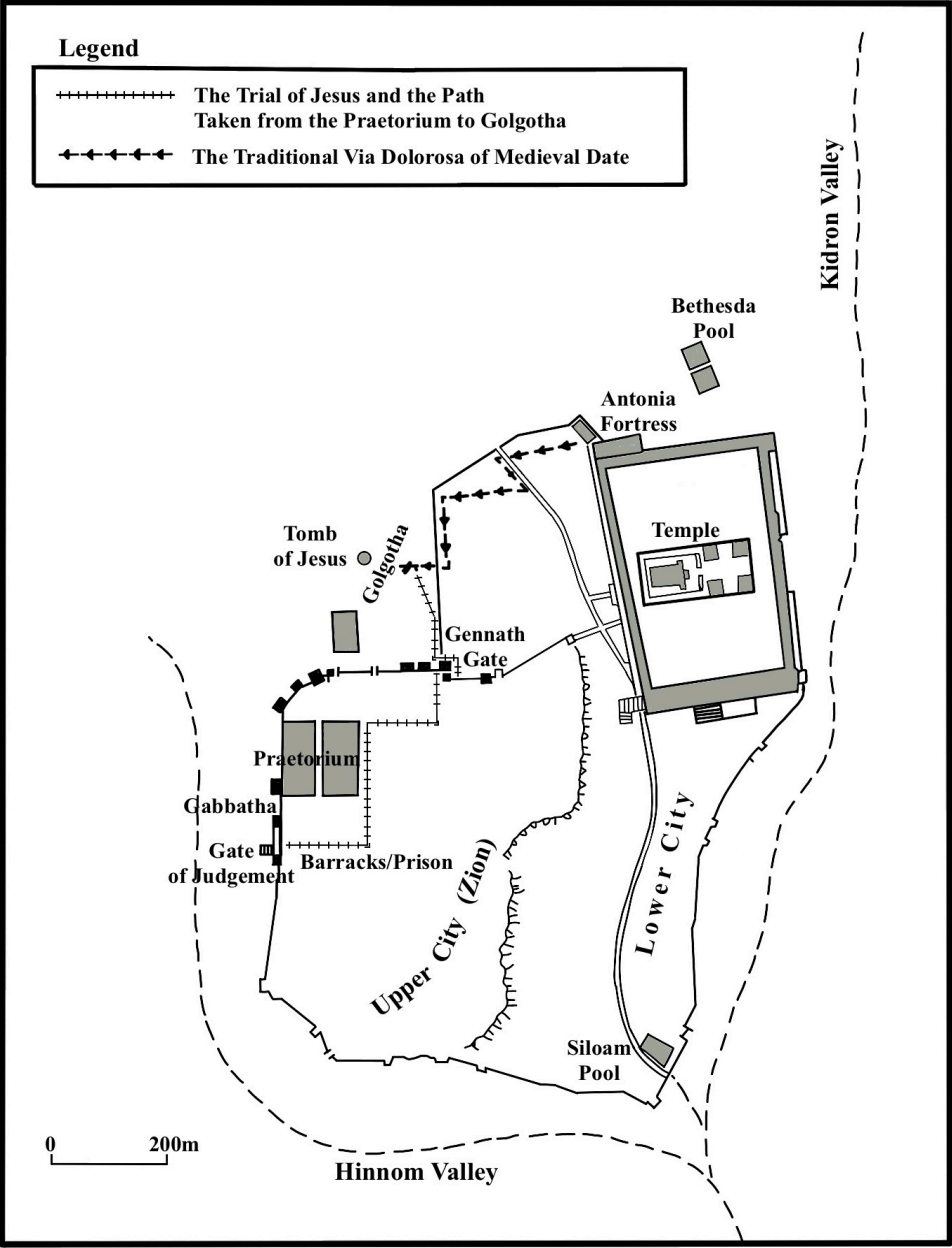 Legend
The Trial of Jesus and the Path
Taken from the Praetorium to Golgotha
The Traditional Via Dolorosa of Medieval Date
Kidron Valley
Bethesda
Pool
Antonia
Fortress
Temple
Tomb
of Jesus
Golgotha
Gennath
Gate
Praetorium
Gabbatha
Gate
of Judgement
Barracks/Prison
Upper City (Zion)
Lower City
Siloam
Pool
0 200m
Hinnom Valley